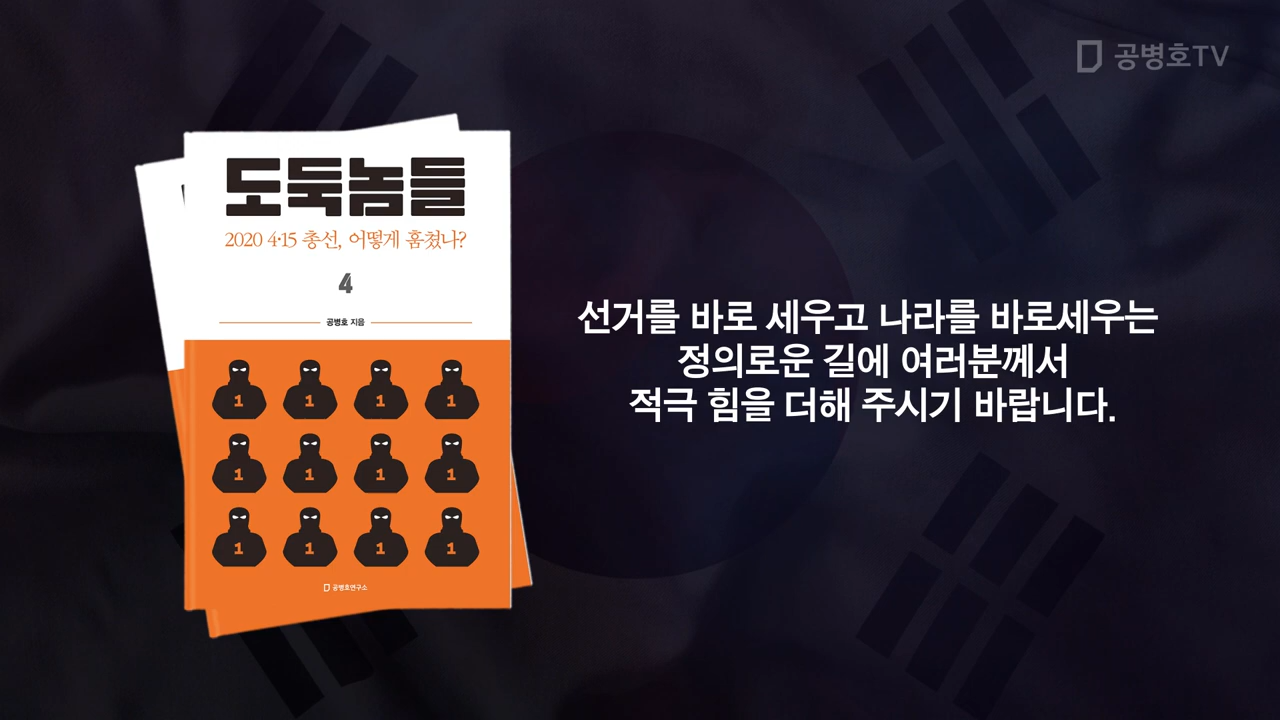 공병호TV
도둑놈들
2020 4·15 총선, 어떻게 훔쳤나?
4
공병호 지음
1 1 1 1
1 1 1 1
1 1 1 1
공병호연구소
선거를 바로 세우고 나라를 바로세우는
정의로운 길에 여러분께서
적극 힘을 더해 주시기 바랍니다.